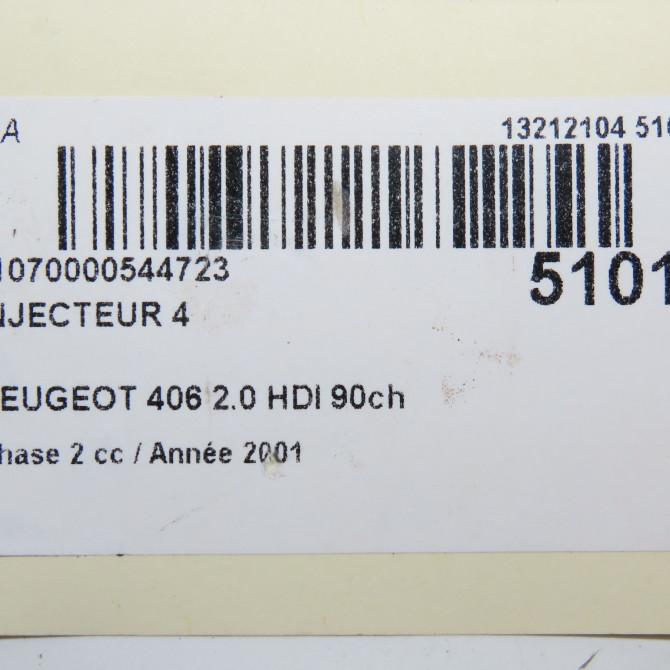 A 13212104 510
1070000544723 5101
NJECTEUR 4
EUGEOT 406 2.0 HDI 90ch
hase 2 cc / Année 2001